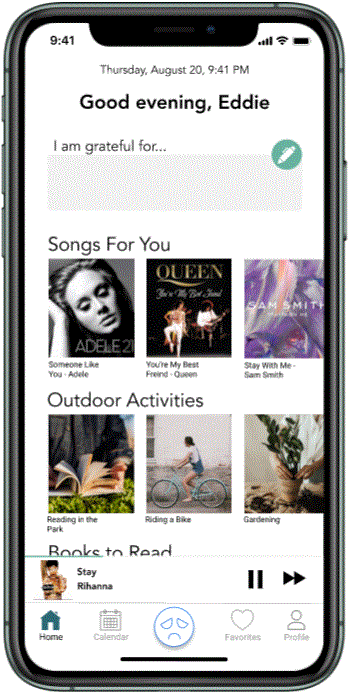 9:41
Thursday, August 20, 9:41 PM
Good evening, Eddie
I am grateful for...
Songs For You
ADELE 21
QUEEN
You're My Best Friend
SAM SMITH
Someone Like
You - Adele
You're My Best
Freind - Queen
Stay With Me -
Sam Smith
Outdoor Activities
Reading in the
Park
Riding a Bike
Gardening
Books to Read
Stay
Rihanna
Home
Calendar
Favorites
Profile